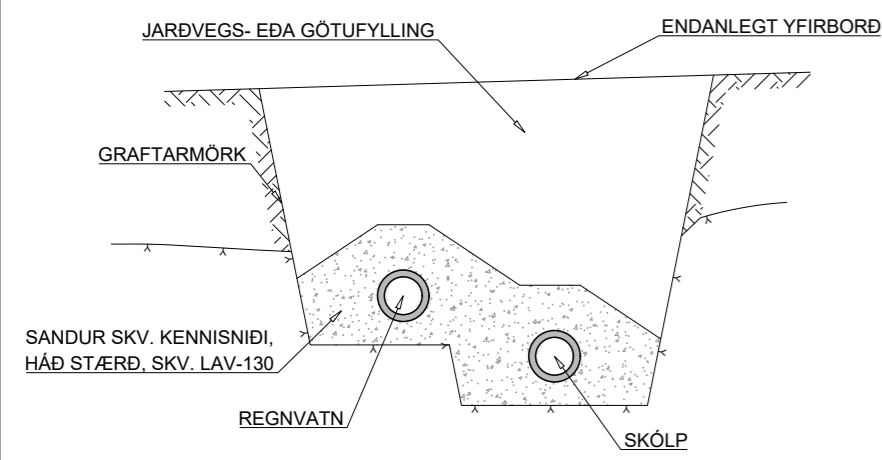 JARÐVEGS- EÐA GÖTUFYLLING
ENDANLEGT YFIRBORÐ
GRAFTARMÖRK
SANDUR SKV. KENNISNIÐI,
HÁÐ STÆRÐ, SKV. LAV-130
REGNVATN
SKÓLP